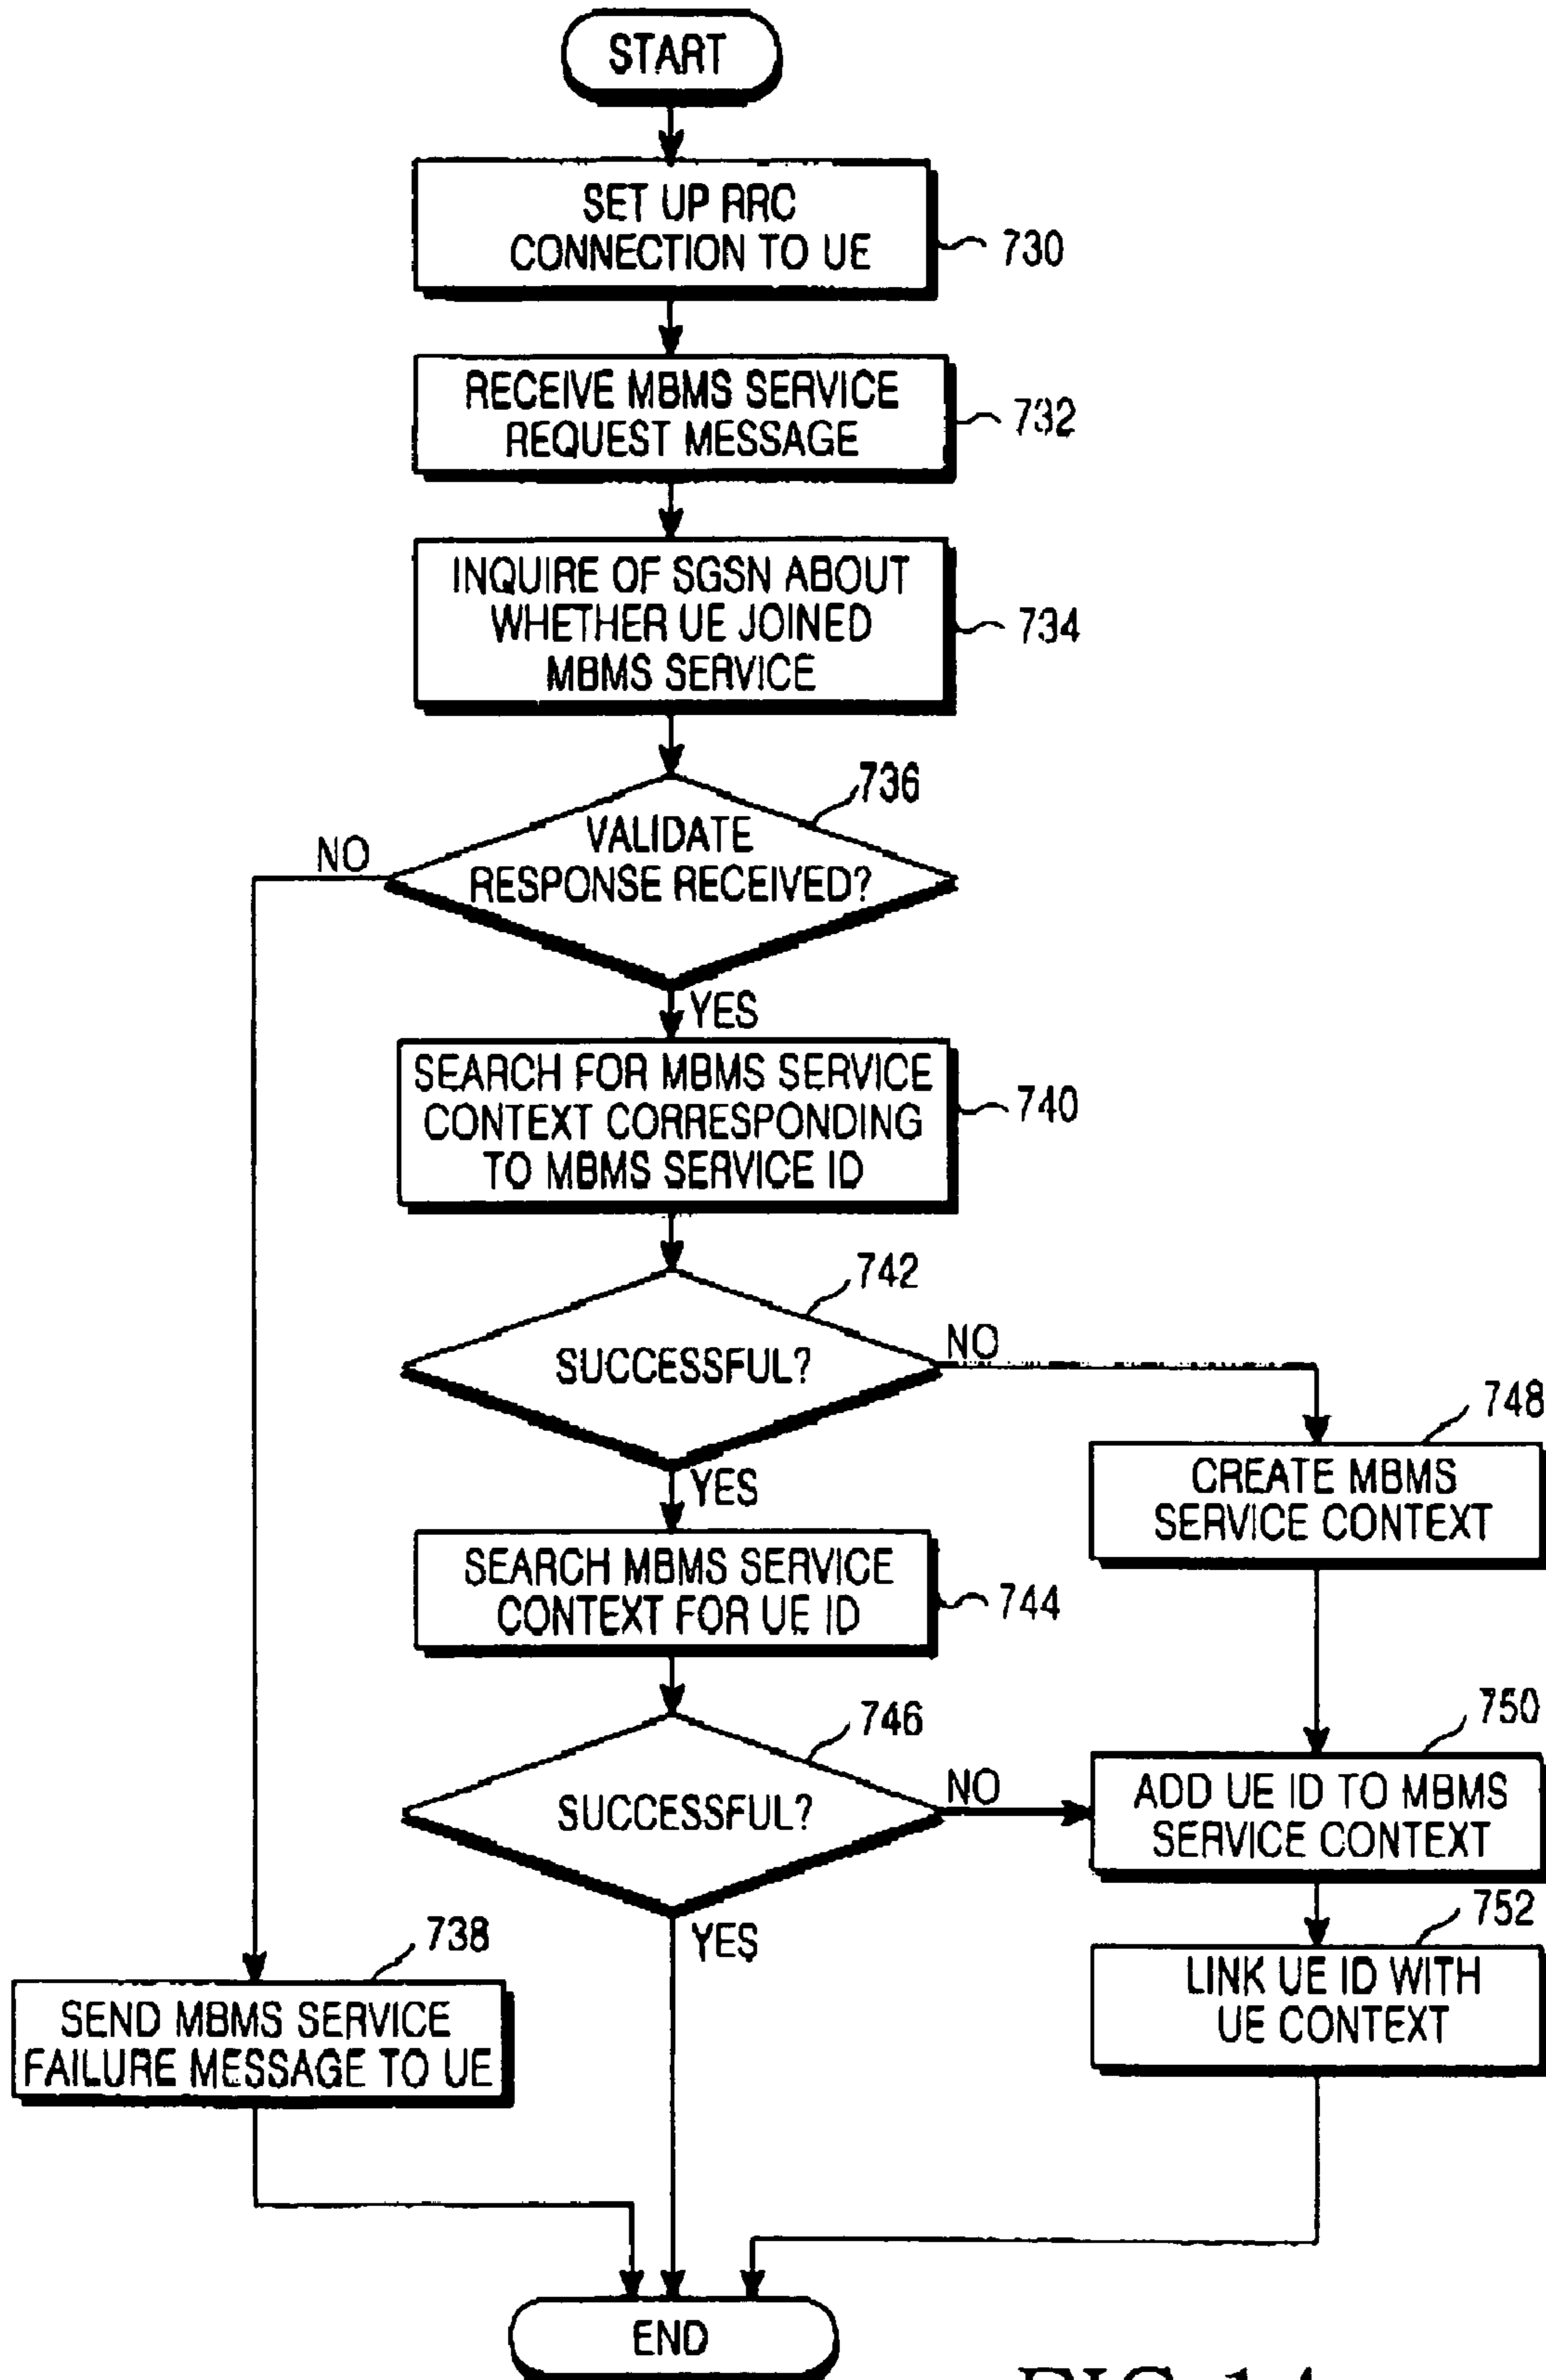 START
SET UP RRC
CONNECTION TO UE
730
RECEIVE MBMS SERVICE
REQUEST MESSAGE
732
INQUIRE OF SGSN ABOUT
WHETHER UE JOINED
MBMS SERVICE
734
736
VALIDATE
RESPONSE RECEIVED?
NO
YES
SEARCH FOR MBMS SERVICE
CONTEXT CORRESPONDING
TO MBMS SERVICE ID
740
742
SUCCESSFUL?
NO
YES
748
CREATE MBMS
SERVICE CONTEXT
SEARCH MBMS SERVICE
CONTEXT FOR UE ID
744
746
SUCCESSFUL?
NO
YES
750
ADD UE ID TO MBMS
SERVICE CONTEXT
752
LINK UE ID WITH
UE CONTEXT
738
SEND MBMS SERVICE
FAILURE MESSAGE TO UE
END
FIG. 14